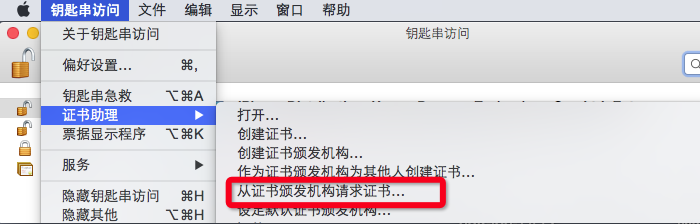 钥匙串访问 文件 编辑 显示 窗口 帮助
关于钥匙串访问
钥匙串访问
偏好设置... ⌘,
钥匙串急救 ⌥⌘A
证书助理 ▶
打开...
票据显示程序 ⌥⌘K
创建证书...
创建证书颁发机构...
服务 ▶
作为证书颁发机构为其他人创建证书...
隐藏钥匙串访问 ⌘H
从证书颁发机构请求证书...
隐藏其他 ⌥⌘H
设定默认证书颁发机构...